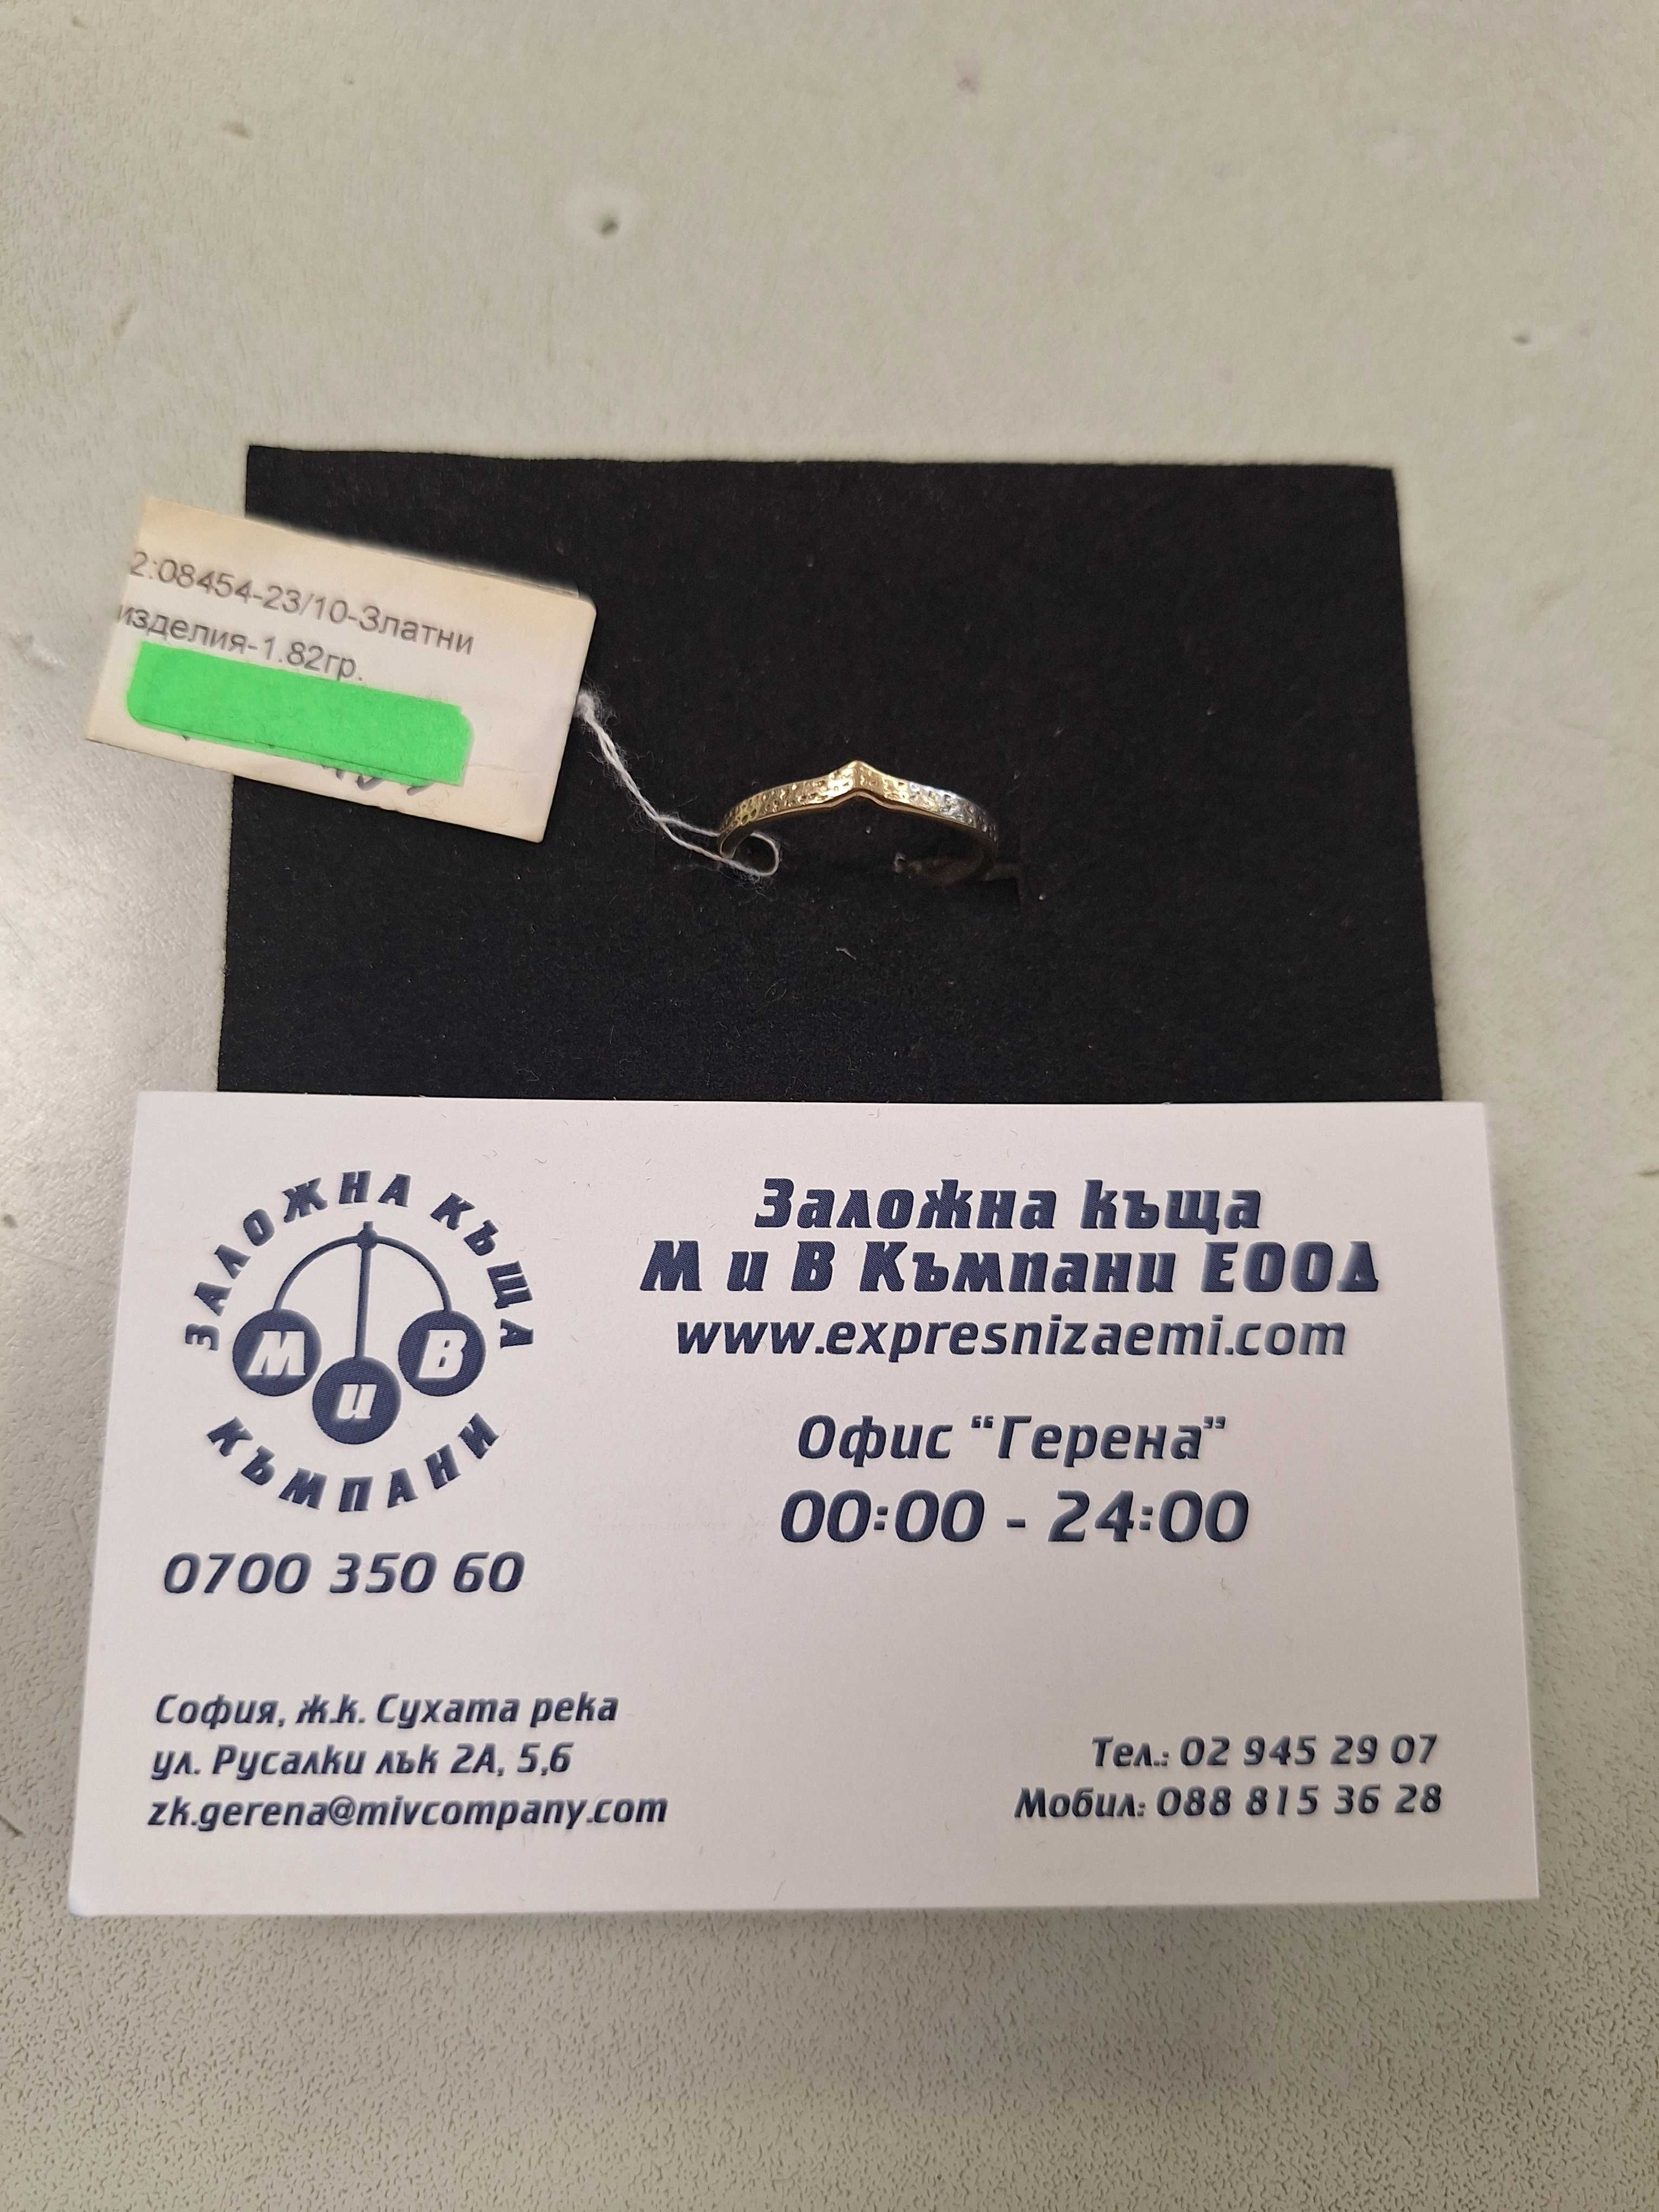 2:08454-23/10-Златни
изделия-1.82гр.
ЗАЛОЖНА КЪЩА
М и В
КЪМПАНИ
0700 350 60
Заложна къща
М и В Къмпани ЕООД
www.expresnizaemi.com
Офис “Герена”
00:00 - 24:00
София, ж.к. Сухата река
ул. Русалки лък 2А, 5,6
zk.gerena@mivcompany.com
Тел.: 02 945 29 07
Мобил: 088 815 36 28